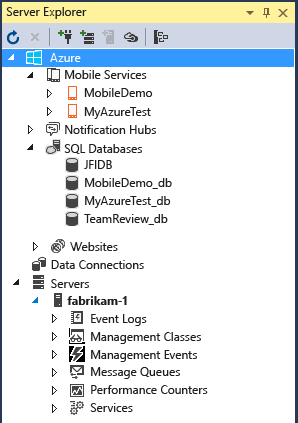 Server Explorer
Azure
Mobile Services
MobileDemo
MyAzureTest
Notification Hubs
SQL Databases
JFIDB
MobileDemo_db
MyAzureTest_db
TeamReview_db
Websites
Data Connections
Servers
fabrikam-1
Event Logs
Management Classes
Management Events
Message Queues
Performance Counters
Services